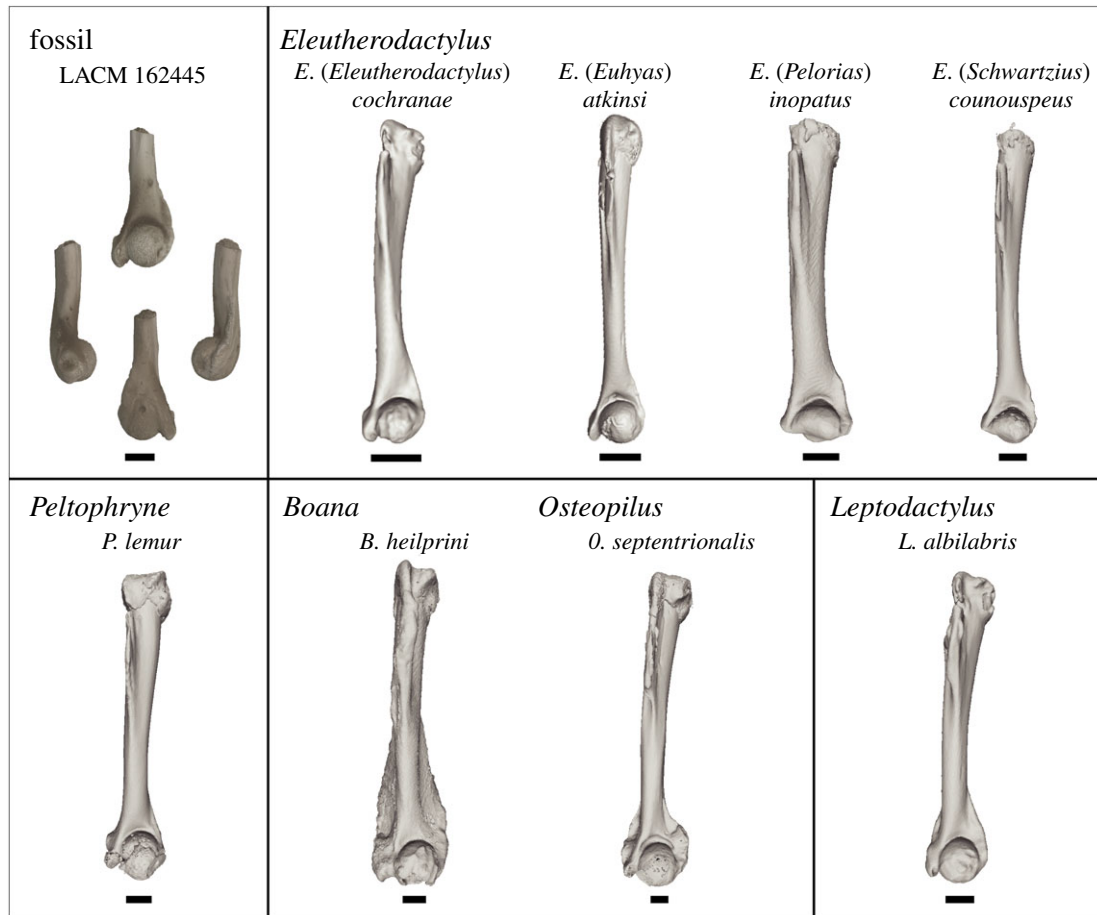 fossil
LACM 162445
Eleutherodactylus
E. (Eleutherodactylus)
cochranae
E. (Euhyas)
atkinsi
E. (Pelorias)
inopatus
E. (Schwartzius)
counouspeus
Peltophryne
P. lemur
Boana
B. heilprini
Osteopilus
0. septentrionalis
Leptodactylus
L. albilabris